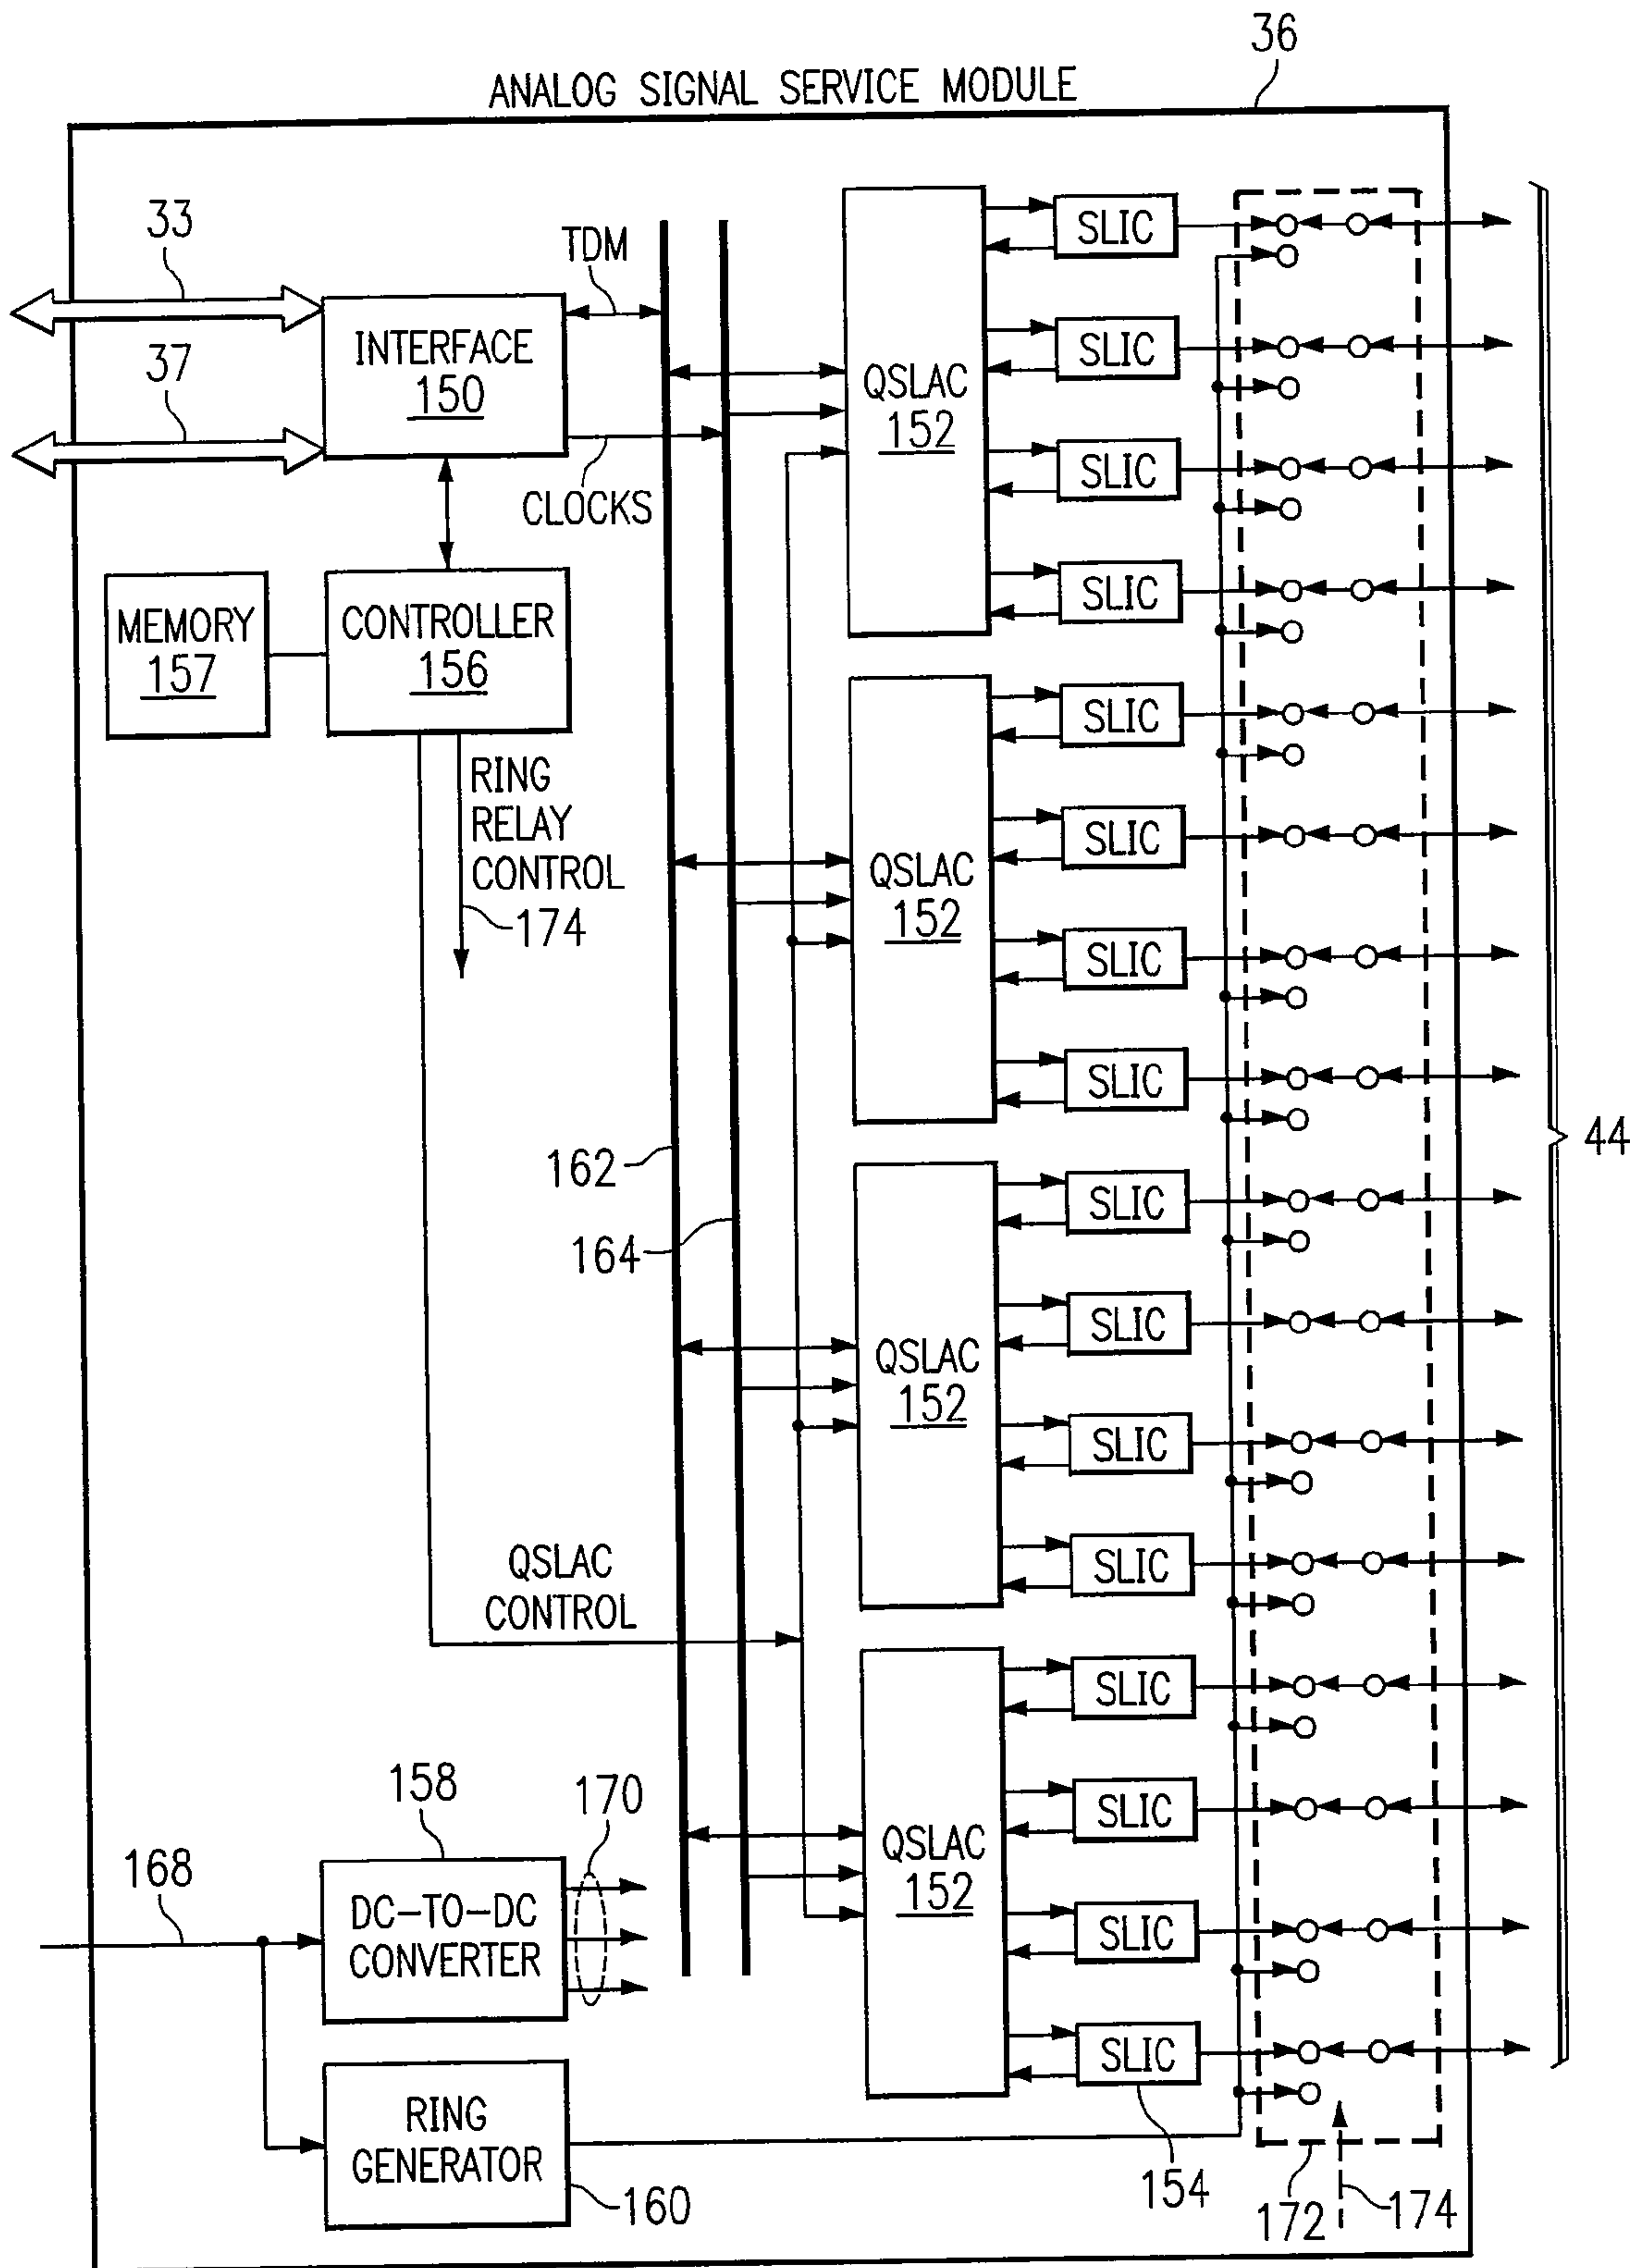 36
ANALOG SIGNAL SERVICE MODULE
33
TDM
SLIC
INTERFACE
150
37
SLIC
QSLAC
152
CLOCKS
SLIC
SLIC
MEMORY
157
CONTROLLER
156
SLIC
RING
RELAY
CONTROL
174
SLIC
QSLAC
152
SLIC
SLIC
162
44
SLIC
164
SLIC
QSLAC
152
SLIC
QSLAC
CONTROL
SLIC
SLIC
158
170
SLIC
QSLAC
152
168
DC-TO-DC
CONVERTER
SLIC
SLIC
RING
GENERATOR
160
154
172
174